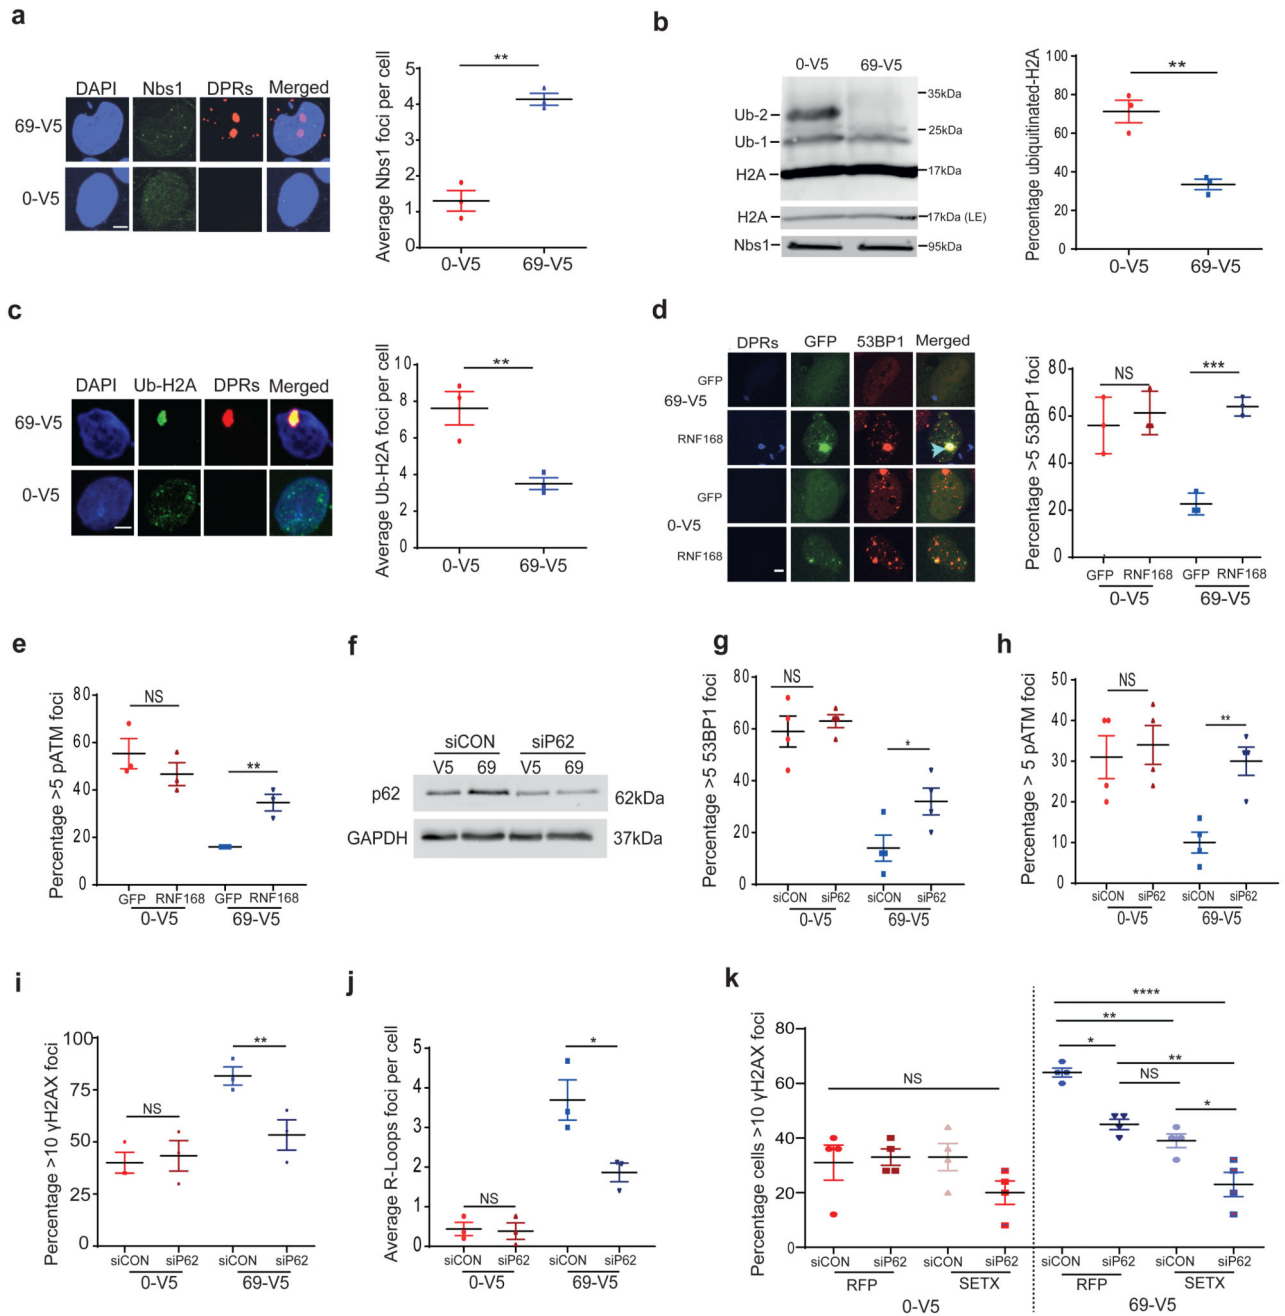 a
DAPI Nbs1 DPRs Merged
69-V5
0-V5
Average Nbs1 foci per cell
5
4
3
2
1
0
**
0-V5 69-V5
b
0-V5 69-V5
Ub-2
Ub-1
H2A
H2A
Nbs1
35kDa
25kDa
17kDa
17kDa (LE)
95kDa
Percentage ubiquitinated-H2A
100
80
60
40
20
0
**
0-V5 69-V5
c
DAPI Ub-H2A DPRs Merged
69-V5
0-V5
Average Ub-H2A foci per cell
10
8
6
4
2
0
**
0-V5 69-V5
d
DPRs GFP 53BP1 Merged
GFP
69-V5
RNF168
GFP
0-V5
RNF168
Percentage >5 53BP1 foci
80
60
40
20
0
NS ***
GFP RNF168 GFP RNF168
0-V5 69-V5
e
Percentage >5 pATM foci
80
60
40
20
0
NS
**
GFP RNF168 GFP RNF168
0-V5 69-V5
f
siCON siP62
V5 69 V5 69
p62 62kDa
GAPDH 37kDa
g
Percentage >5 53BP1 foci
80
60
40
20
0
NS
*
siCON siP62 siCON siP62
0-V5 69-V5
h
Percentage > 5 pATM foci
50
40
30
20
10
0
NS
**
siCON siP62 siCON siP62
0-V5 69-V5
i
Percentage >10 γH2AX foci
100
75
50
25
0
NS
**
siCON siP62 siCON siP62
0-V5 69-V5
j
Average R-Loops foci per cell
5
4
3
2
1
0
NS
*
siCON siP62 siCON siP62
0-V5 69-V5
k
Percentage cells >10 γH2AX foci
80
60
40
20
0
NS
****
**
*
**
NS
*
siCON siP62 siCON siP62 siCON siP62 siCON siP62
RFP SETX RFP SETX
0-V5 69-V5